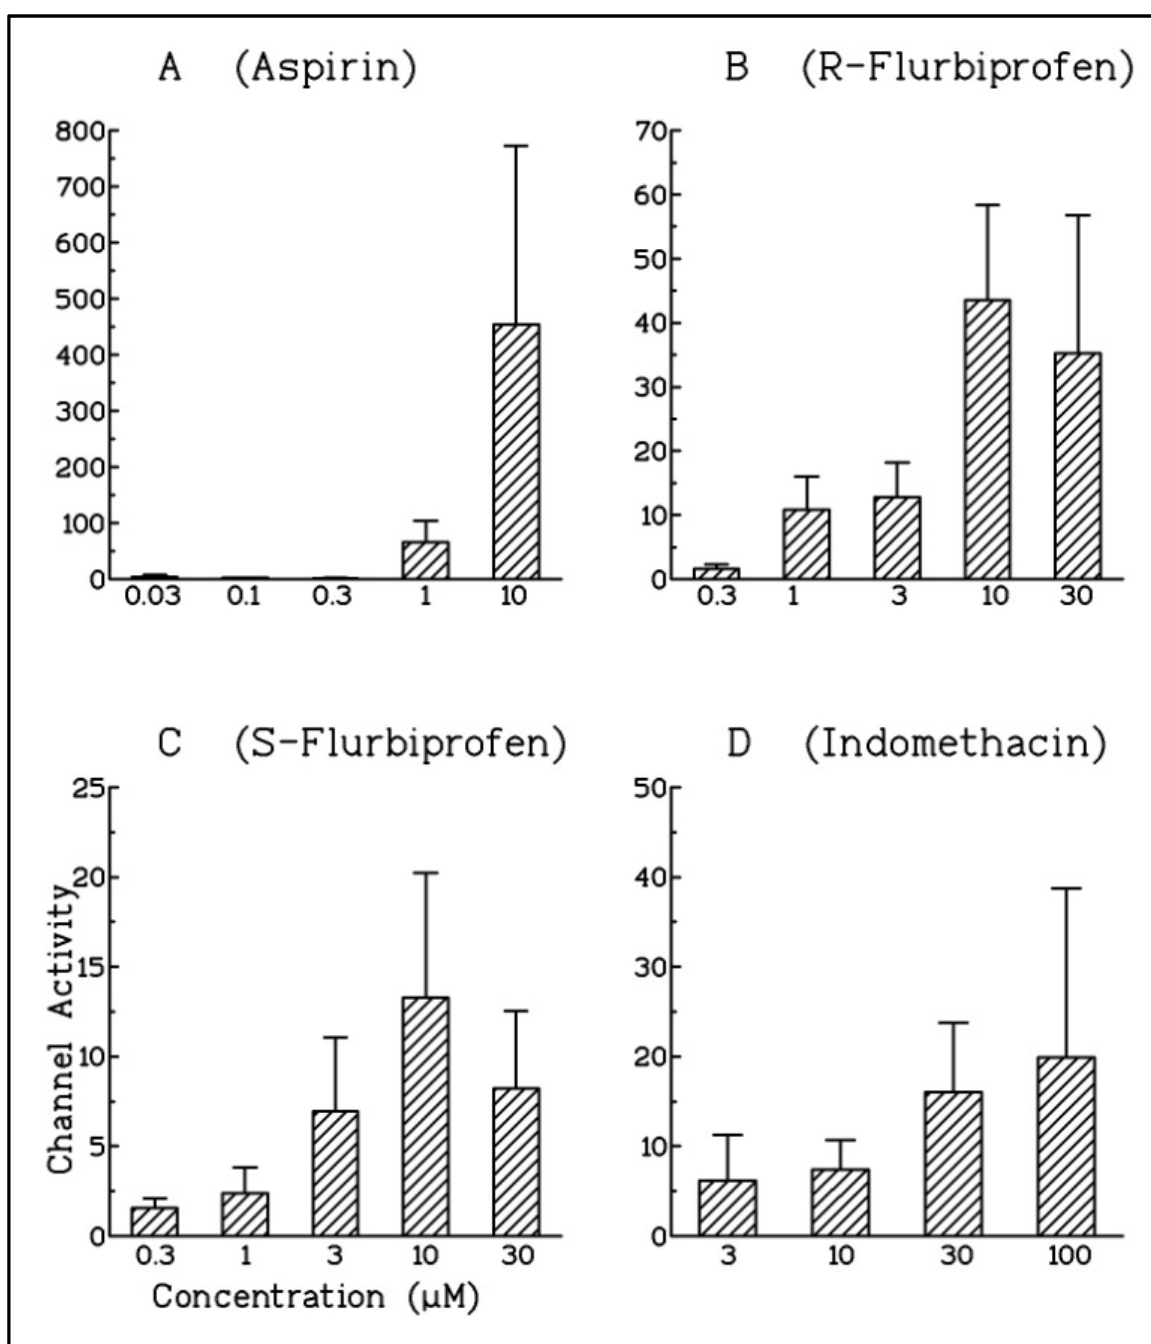 A (Aspirin)
800
700
600
500
400
300
200
100
0
0.03 0.1 0.3 1 10
B (R-Flurbiprofen)
70
60
50
40
30
20
10
0
0.3 1 3 10 30
C (S-Flurbiprofen)
25
20
15
10
5
0
0.3 1 3 10 30
Channel Activity
Concentration (µM)
D (Indomethacin)
50
40
30
20
10
0
3 10 30 100